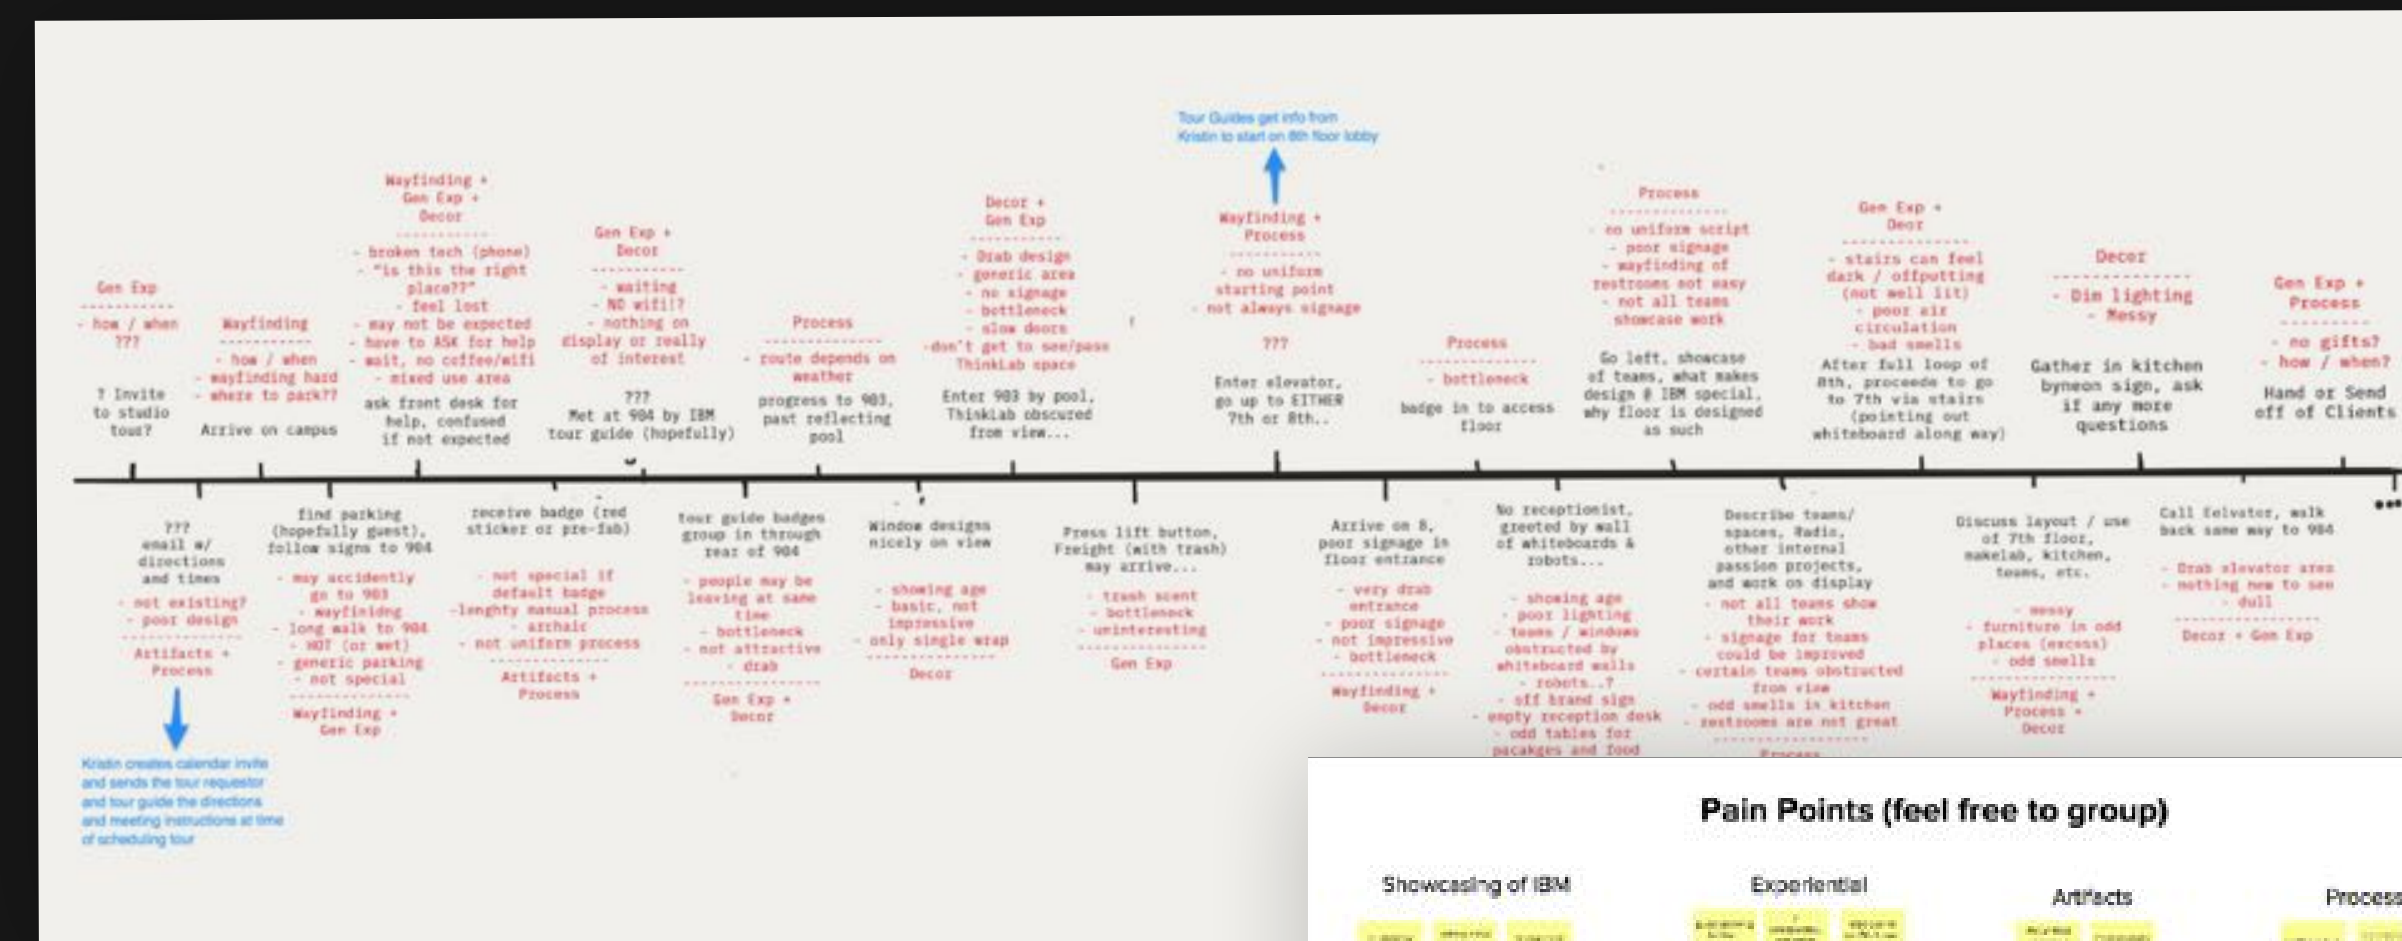 Tour Guides get info from
Kristin to start on 8th floor lobby
Gen Exp
- how / when
???
? Invite
to studio
tour?
Wayfinding
- how / when
- wayfinding hard
- where to park??
Arrive on campus
Wayfinding +
Gen Exp +
Decor
- broken tech (phone)
- "is this the right
place??"
- feel lost
- may not be expected
- have to ASK for help
- wait, no coffee/wifi
- mixed use area
ask front desk for
help, confused
if not expected
Gen Exp +
Decor
- waiting
- NO wifi!?
- nothing on
display or really
of interest
???
Met at 904 by IBM
tour guide (hopefully)
Process
- route depends on
weather
progress to 903,
past reflecting
pool
Decor +
Gen Exp
- Drab design
- generic area
- no signage
- bottleneck
- slow doors
-don't get to see/pass
ThinkLab space
Enter 903 by pool,
ThinkLab obscured
from view...
Wayfinding +
Process
- no uniform
starting point
- not always signage
???
Enter elevator,
go up to EITHER
7th or 8th..
Process
- bottleneck
badge in to access
floor
Process
- no uniform script
- poor signage
- wayfinding of
restrooms not easy
- not all teams
showcase work
Go left, showcase
of teams, what makes
design @ IBM special,
why floor is designed
as such
Gen Exp +
Deor
- stairs can feel
dark / offputting
(not well lit)
- poor air
circulation
- bad smells
After full loop of
8th, proceede to go
to 7th via stairs
(pointing out
whiteboard along way)
Decor
- Dim lighting
- Messy
Gather in kitchen
byneon sign, ask
if any more
questions
Gen Exp +
Process
- no gifts?
- how / when?
Hand or Send
off of Clients
???
email w/
directions
and times
- not existing?
- poor design
Artifacts +
Process
Kristin creates calendar invite
and sends the tour requestor
and tour guide the directions
and meeting instructions at time
of scheduling tour
find parking
(hopefully guest),
follow signs to 904
- may accidently
go to 903
- wayfinidng
- long walk to 904
- HOT (or wet)
- generic parking
- not special
Wayfinding +
Gen Exp
receive badge (red
sticker or pre-fab)
- not special if
default badge
-lenghty manual process
- archaic
- not uniform process
Artifacts +
Process
tour guide badges
group in through
rear of 904
- people may be
leaving at same
time
- bottleneck
- not attractive
- drab
Gen Exp +
Decor
Window designs
nicely on view
- showing age
- basic, not
impressive
- only single wrap
Decor
Press lift button,
Freight (with trash)
may arrive...
- trash scent
- bottleneck
- uninteresting
Gen Exp
Arrive on 8,
poor signage in
floor entrance
- very drab
entrance
- poor signage
- not impressive
- bottleneck
Wayfinding +
Decor
No receptionist,
greeted by wall
of whiteboards &
robots...
- showing age
- poor lighting
- teams / windows
obstructed by
whiteboard walls
- robots..?
- off brand sign
- empty reception desk
- odd tables for
pacakges and food
Describe teams/
spaces, Radio,
other internal
passion projects,
and work on display
- not all teams show
their work
- signage for teams
could be improved
- certain teams obstructed
from view
- odd smells in kitchen
- restrooms are not great
Process
Discuss layout / use
of 7th floor,
makelab, kitchen,
teams, etc.
- messy
- furniture in odd
places (excess)
- odd smells
Wayfinding +
Process +
Decor
Call Eelvator, walk
back same way to 904
- Drab elevator area
- nothing new to see
- dull
Decor + Gen Exp
Pain Points (feel free to group)
Showcasing of IBM
Experiential
Artifacts
Process